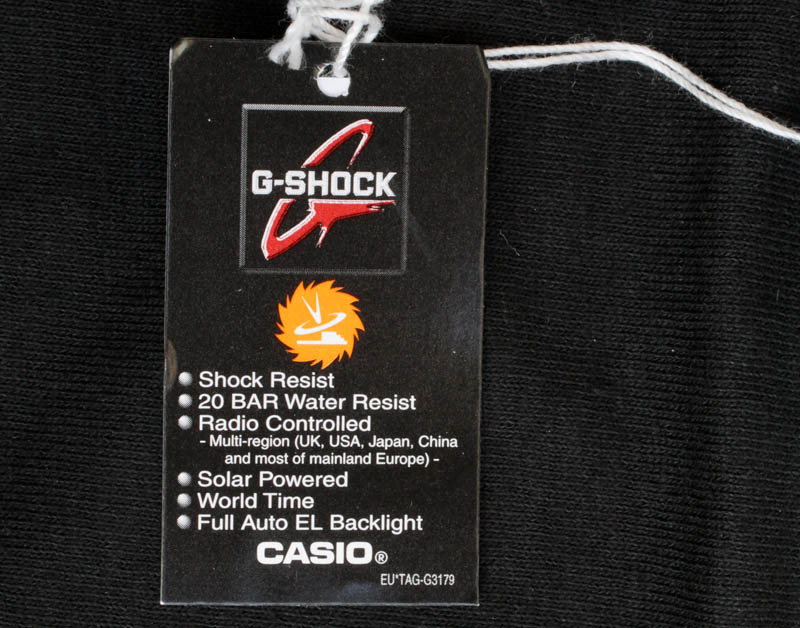 G-SHOCK
Shock Resist
20 BAR Water Resist
Radio Controlled
- Multi-region (UK, USA, Japan, China
and most of mainland Europe) -
Solar Powered
World Time
Full Auto EL Backlight
CASIO®
EU*TAG-G3179